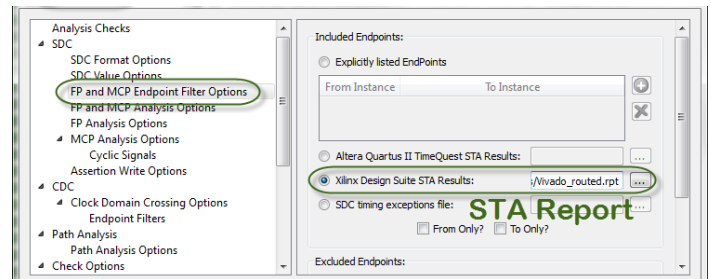 Analysis Checks
SDC
SDC Format Options
SDC Value Options
FP and MCP Endpoint Filter Options
FP and MCP Analysis Options
FP Analysis Options
MCP Analysis Options
Cyclic Signals
Assertion Write Options
CDC
Clock Domain Crossing Options
Endpoint Filters
Path Analysis
Path Analysis Options
Check Options
Included Endpoints:
Explicitly listed EndPoints
From Instance To Instance
Altera Quartus II TimeQuest STA Results: ...
Xilinx Design Suite STA Results: s/Vivado_routed.rpt ...
SDC timing exceptions file: ...
STA Report
From Only? To Only?
Excluded Endpoints: